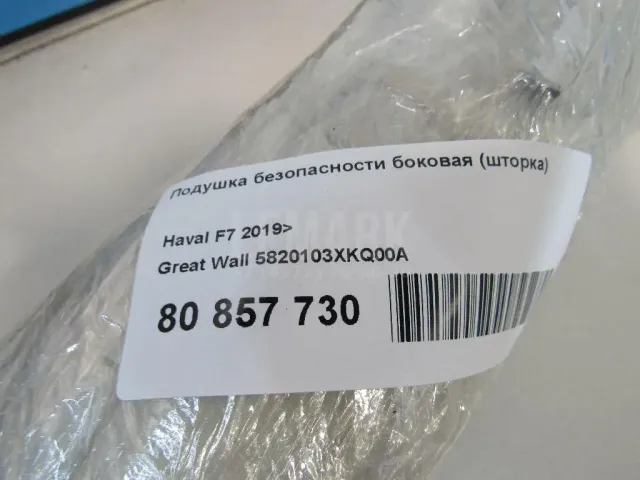 Подушка безопасности боковая (шторка)
Haval F7 2019>
Great Wall 5820103XKQ00A
80 857 730